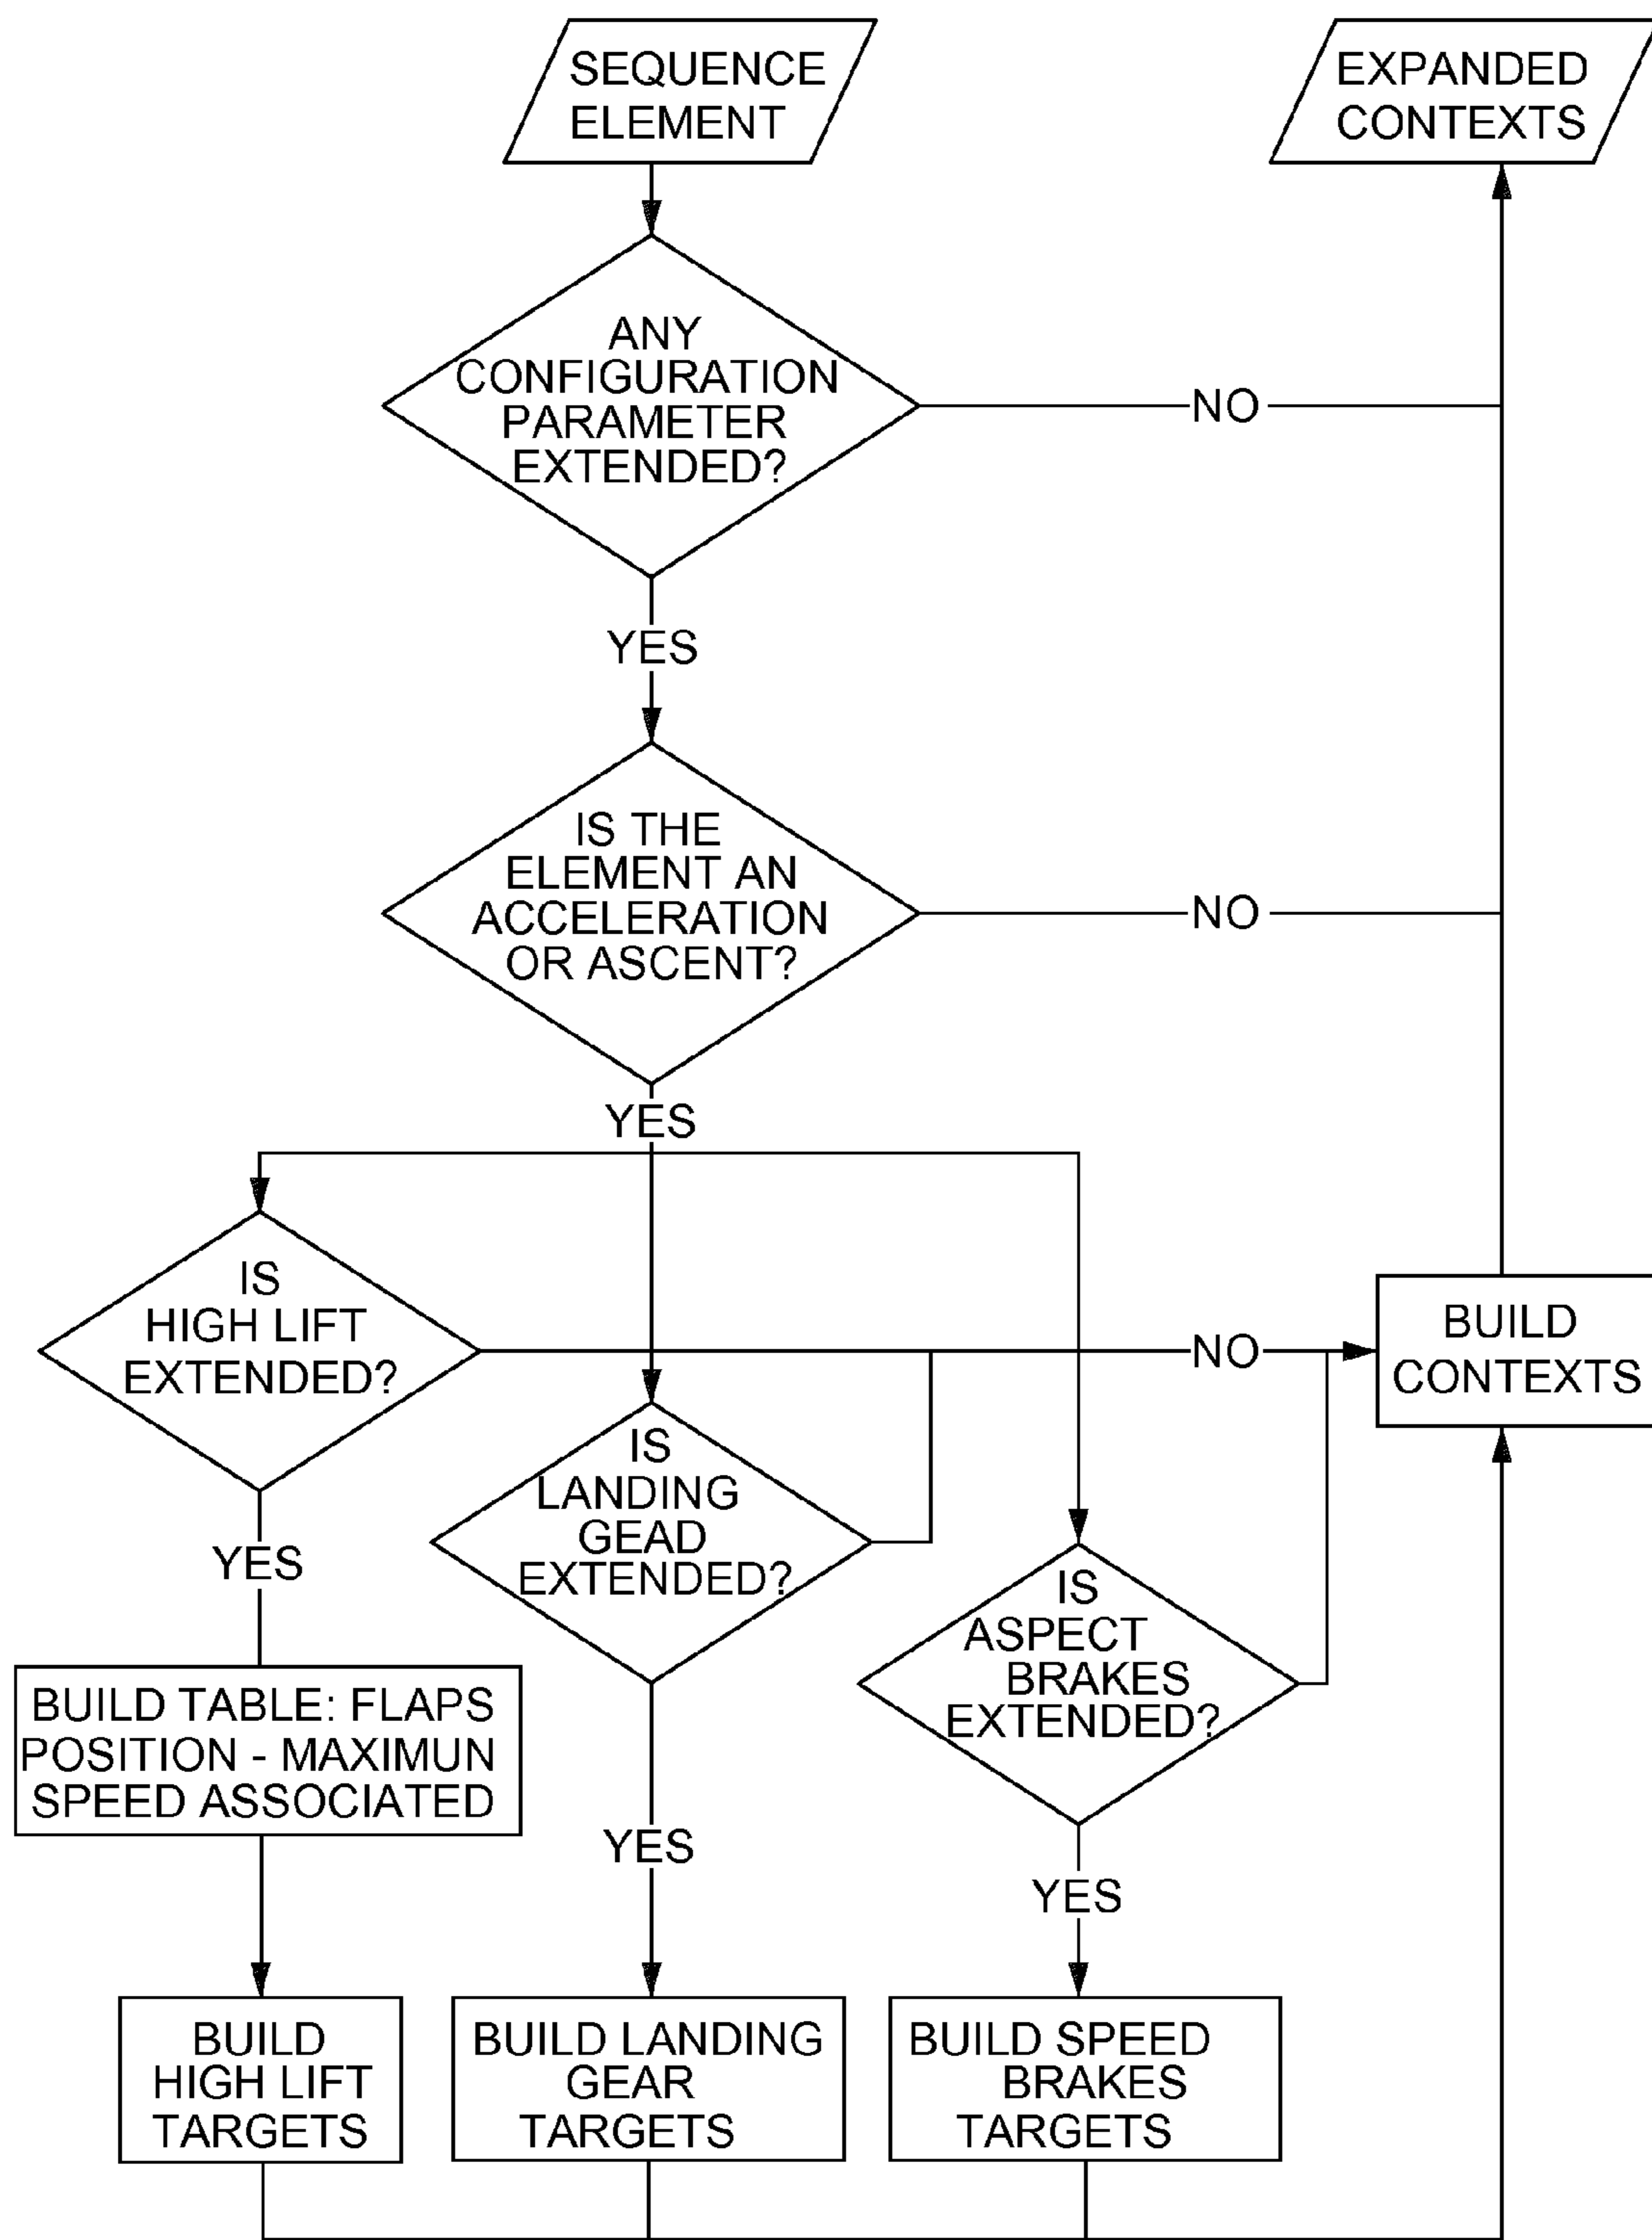 SEQUENCE
ELEMENT
EXPANDED
CONTEXTS
ANY
CONFIGURATION
PARAMETER
EXTENDED?
NO
YES
IS THE
ELEMENT AN
ACCELERATION
OR ASCENT?
NO
YES
IS
HIGH LIFT
EXTENDED?
NO
BUILD
CONTEXTS
IS
LANDING
GEAD
EXTENDED?
YES
IS
ASPECT
BRAKES
EXTENDED?
BUILD TABLE: FLAPS
POSITION - MAXIMUN
SPEED ASSOCIATED
YES
YES
BUILD
HIGH LIFT
TARGETS
BUILD LANDING
GEAR
TARGETS
BUILD SPEED
BRAKES
TARGETS